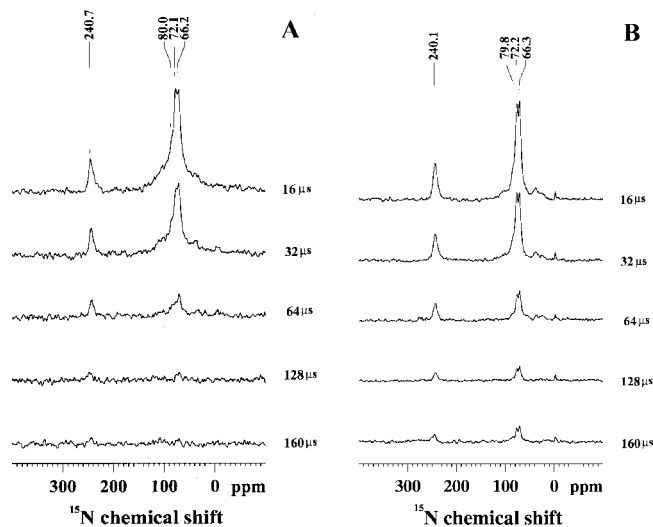 A
240.7
80.0
72.1
66.2
16 μs
32 μs
64 μs
128 μs
160 μs
300 200 100 0 ppm
¹⁵N chemical shift
B
240.1
79.8
72.2
66.3
16 μs
32 μs
64 μs
128 μs
160 μs
300 200 100 0 ppm
¹⁵N chemical shift